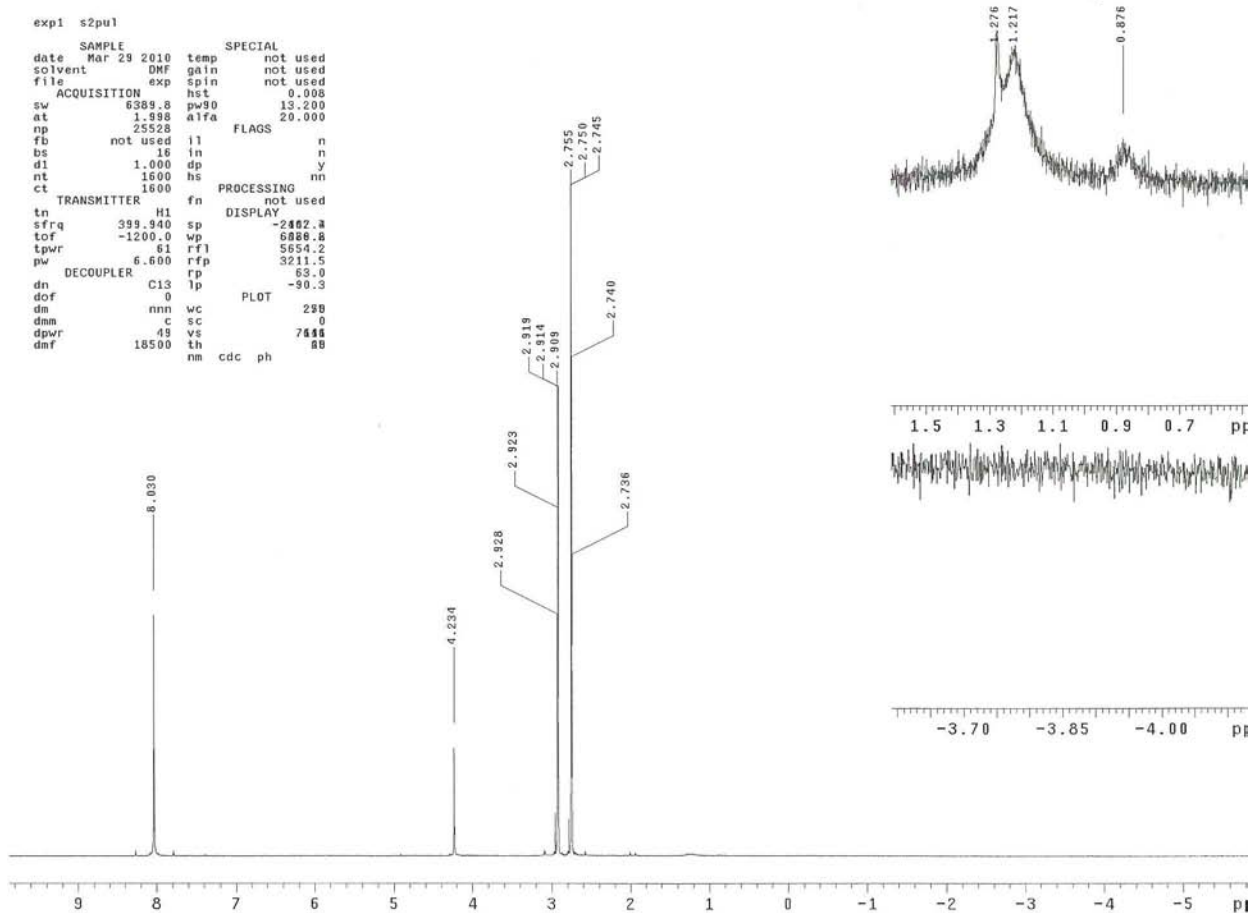 exp1 s2pul
SAMPLE SPECIAL
date Mar 29 2010 temp not used
solvent DMF gain not used
file exp spin not used
ACQUISITION hst 0.008
sw 6389.8 pw90 13.200
at 1.998 alfa 20.000
np 25528 FLAGS
fb not used il n
bs 16 in n
d1 1.000 dp y
nt 1600 hs nn
ct 1600 PROCESSING
TRANSMITTER fn not used
tn H1 DISPLAY
sfrq 399.940 sp
tof -1200.0 wp
tpwr 61 rfl 5654.2
pw 6.600 rfp 3211.5
DECOUPLER rp 63.0
dn C13 lp -90.3
dof 0 PLOT
dm nnn wc
dmm c sc 0
dpwr 49 vs
dmf 18500 th
nm cdc ph
1.276
1.217
0.876
1.5 1.3 1.1 0.9 0.7 pp
-3.70 -3.85 -4.00 pp
2.755
2.750
2.745
2.740
2.736
2.919
2.914
2.909
2.923
2.928
8.030
4.234
9 8 7 6 5 4 3 2 1 0 -1 -2 -3 -4 -5 pp